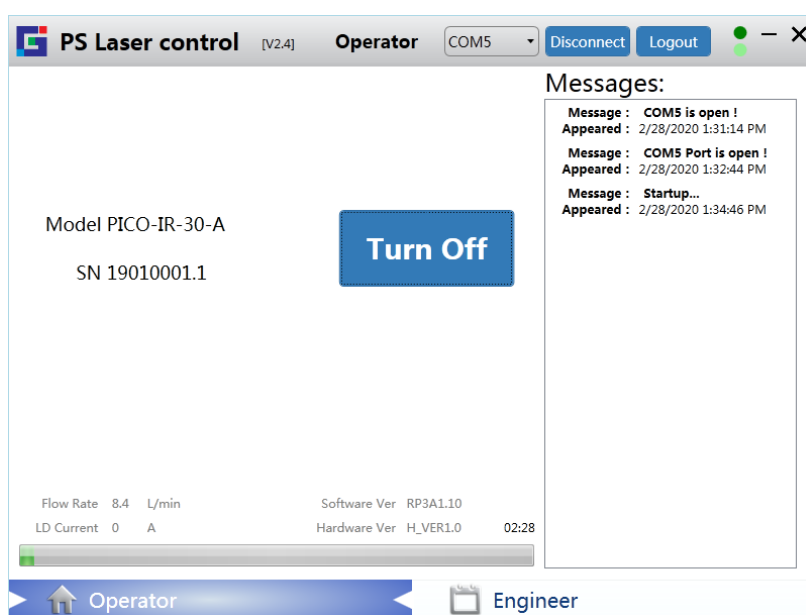 PS Laser control [V2.4] Operator COM5 Disconnect Logout
Messages:
Message : COM5 is open !
Appeared : 2/28/2020 1:31:14 PM
Message : COM5 Port is open !
Appeared : 2/28/2020 1:32:44 PM
Message : Startup...
Appeared : 2/28/2020 1:34:46 PM
Model PICO-IR-30-A
SN 19010001.1
Turn Off
Flow Rate 8.4 L/min Software Ver RP3A1.10
LD Current 0 A Hardware Ver H_VER1.0 02:28
Operator Engineer